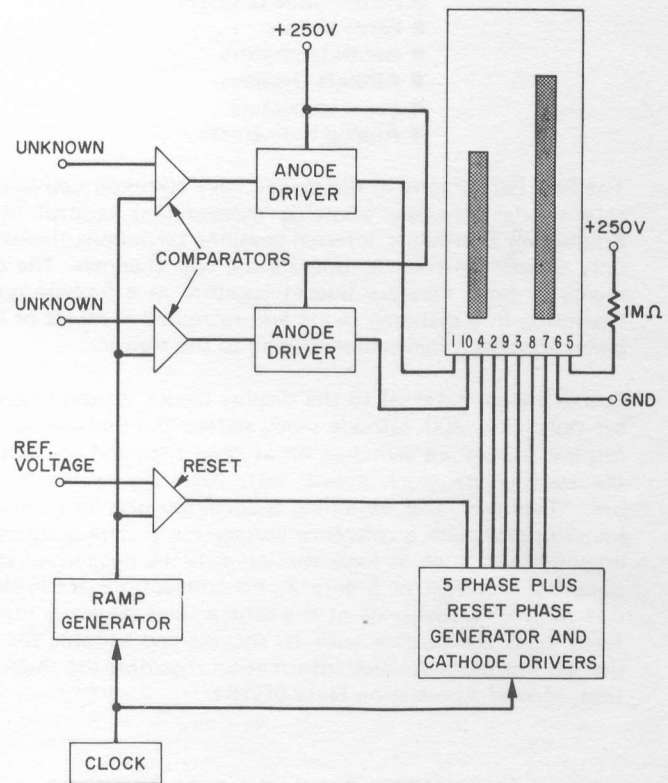 +250V
UNKNOWN
ANODE
DRIVER
COMPARATORS
+250V
UNKNOWN
ANODE
DRIVER
1MΩ
1 10 4 2 9 3 8 7 6 5
GND
REF.
VOLTAGE
RESET
RAMP
GENERATOR
5 PHASE PLUS
RESET PHASE
GENERATOR AND
CATHODE DRIVERS
CLOCK